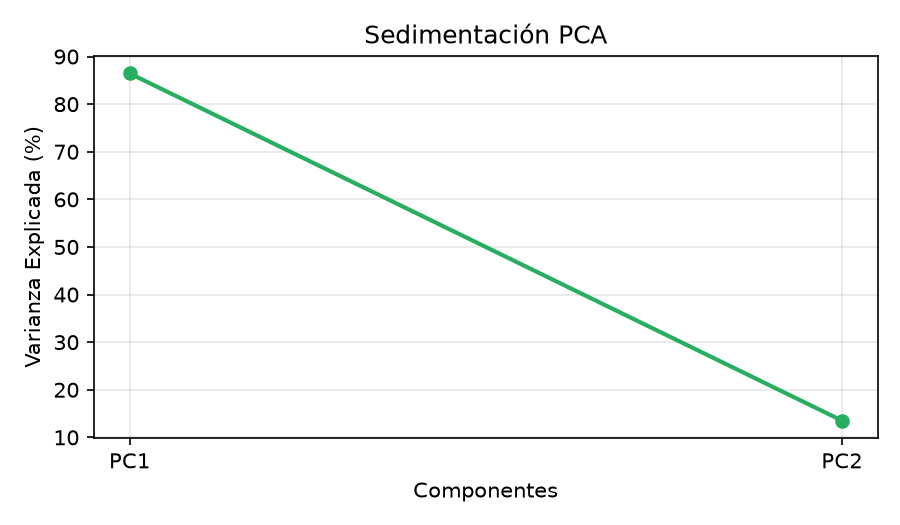 Sedimentación PCA
Varianza Explicada (%)
90
80
70
60
50
40
30
20
10
PC1 PC2
Componentes